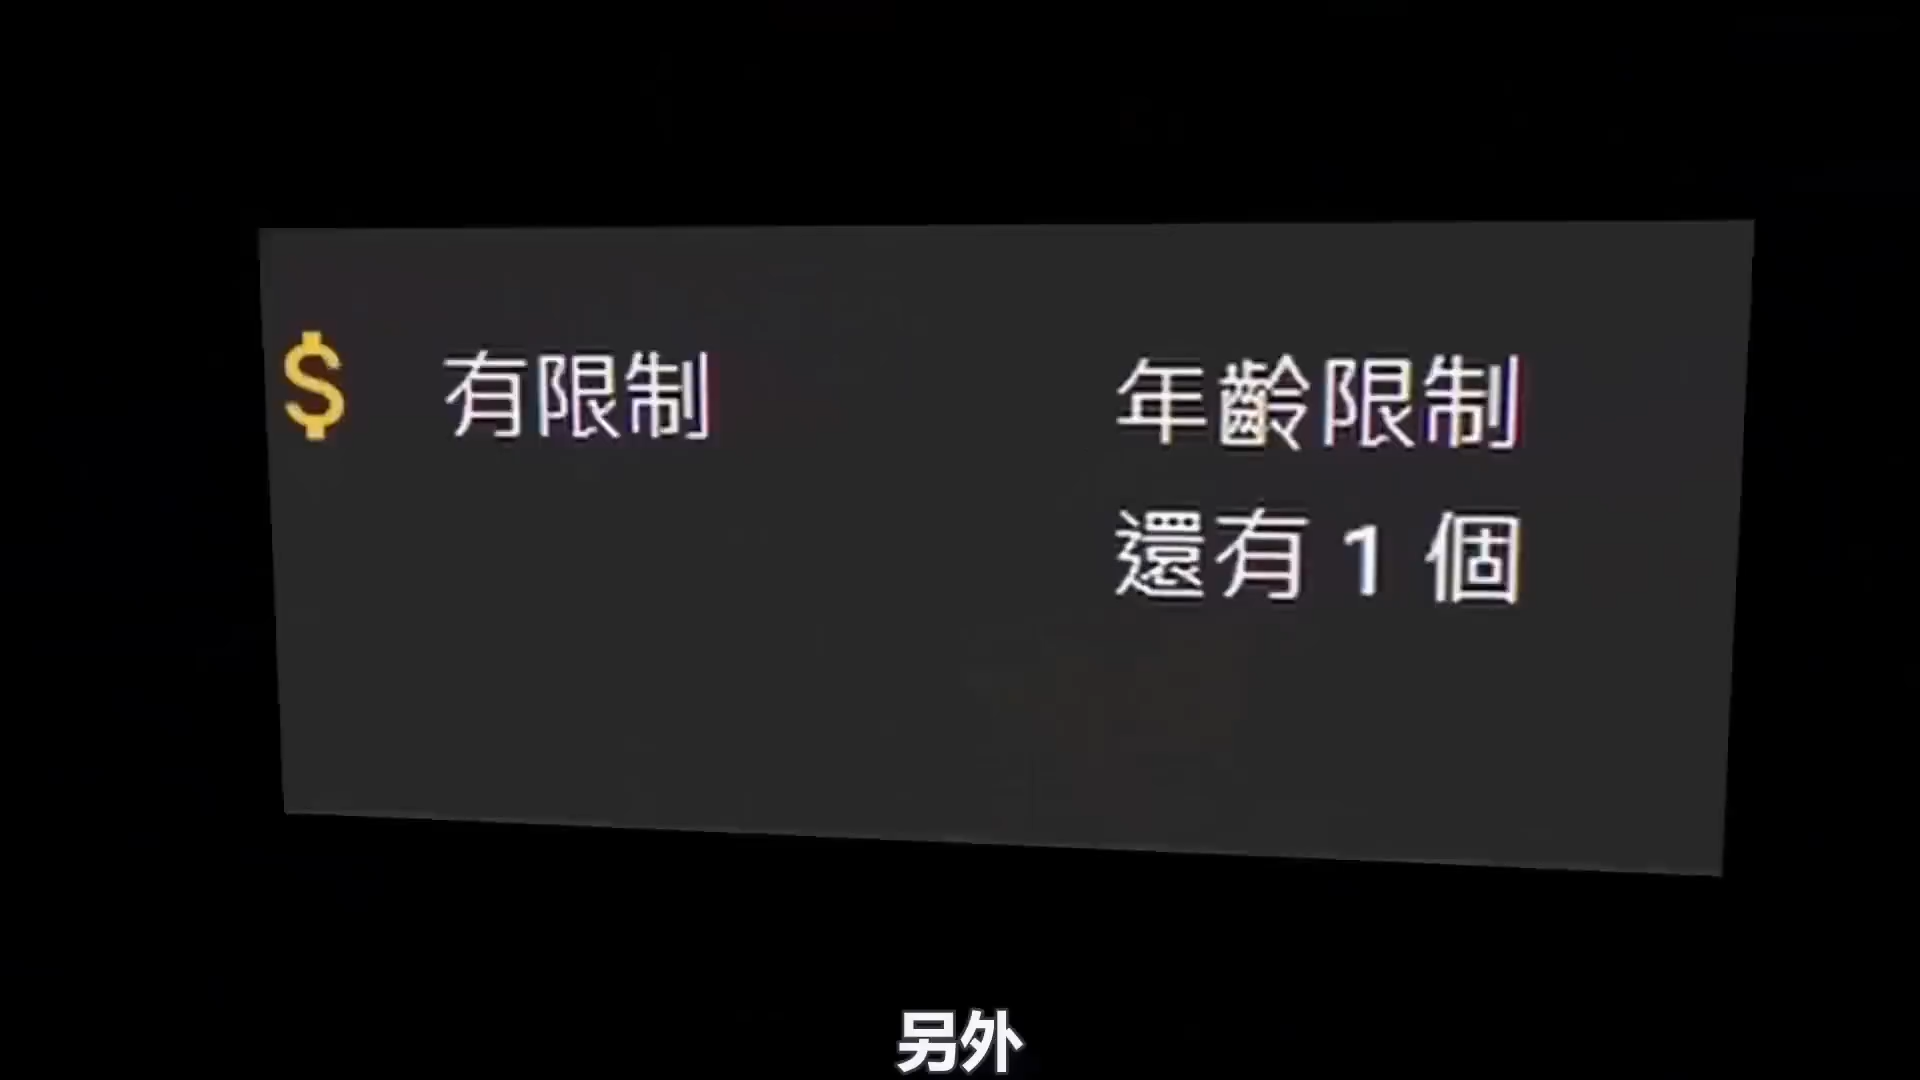 $ 有限制
年齡限制
還有 1 個
另外